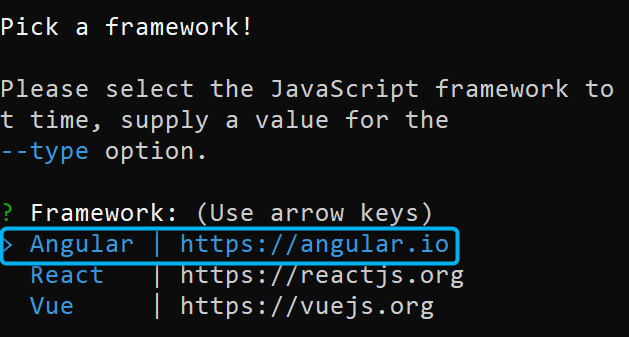 Pick a framework!
Please select the JavaScript framework to
t time, supply a value for the
--type option.
? Framework: (Use arrow keys)
> Angular | https://angular.io
React | https://reactjs.org
Vue | https://vuejs.org